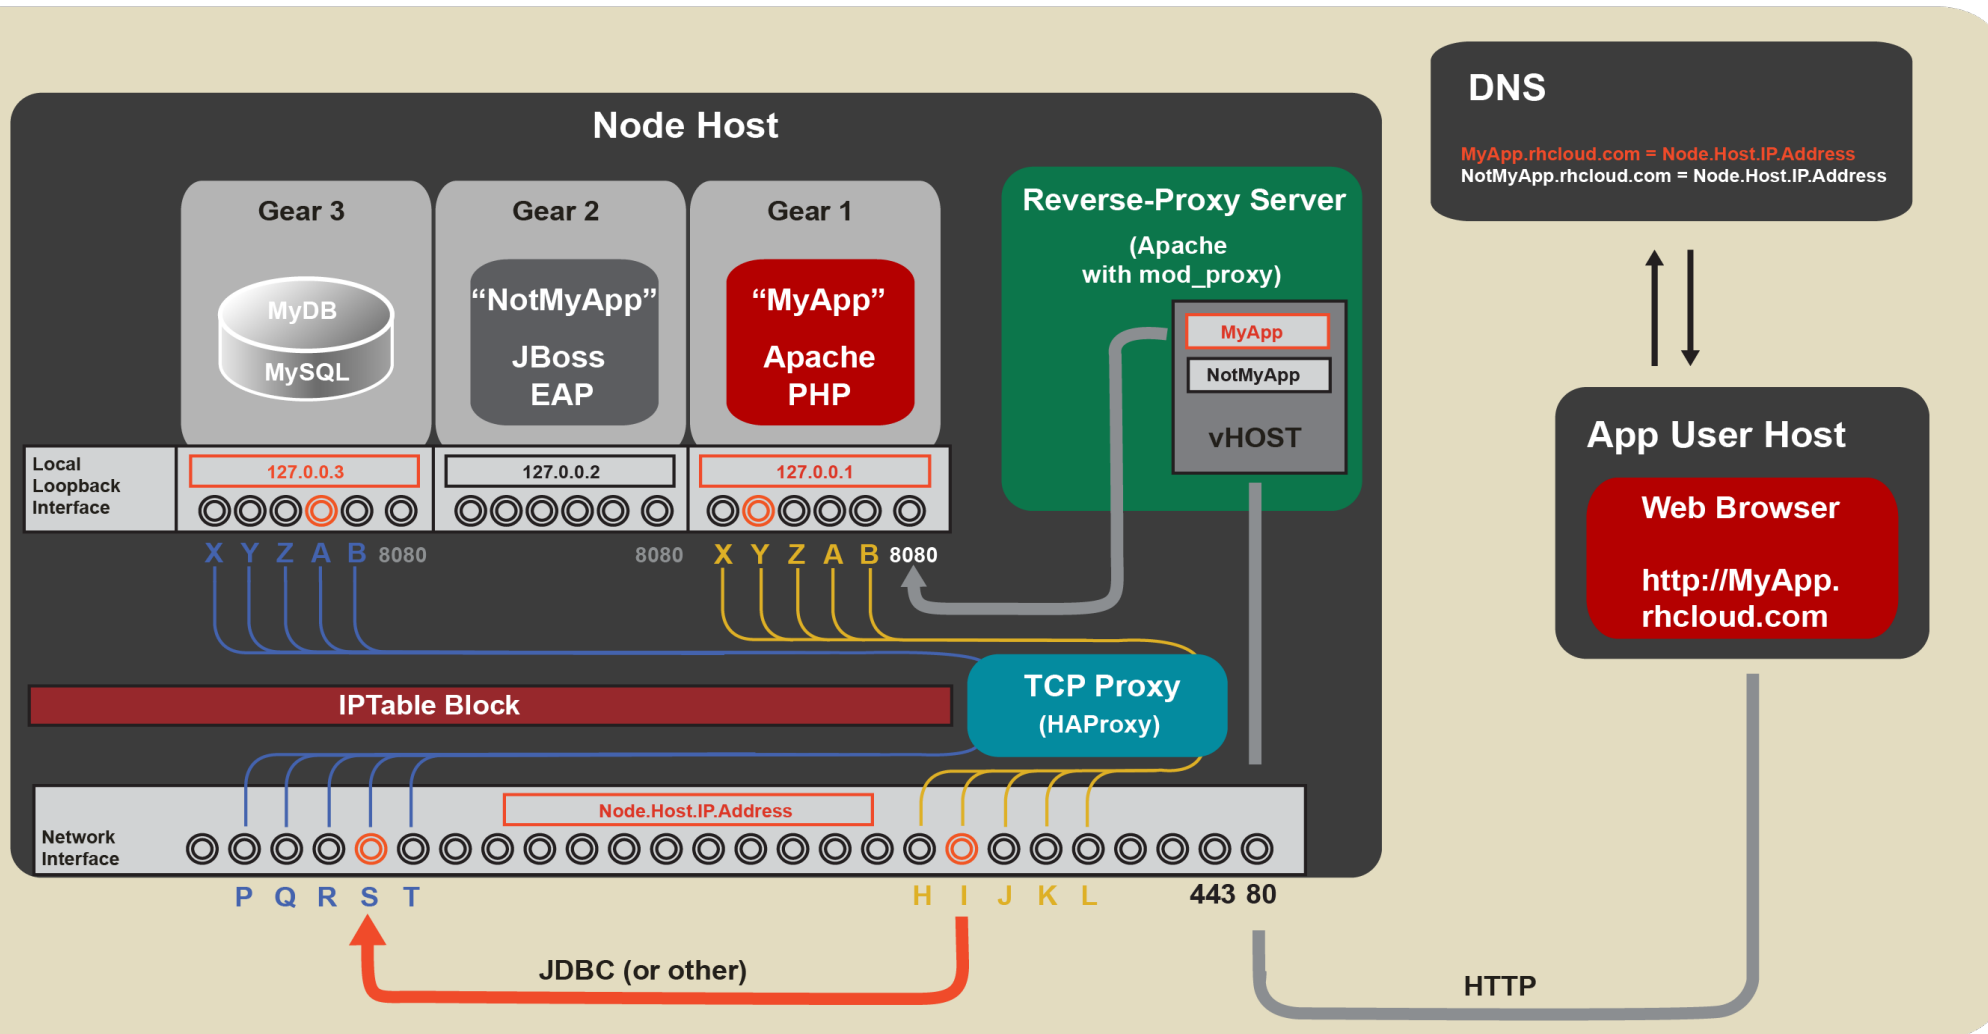 Node Host
DNS
MyApp.rhcloud.com = Node.Host.IP.Address
NotMyApp.rhcloud.com = Node.Host.IP.Address
Gear 3
Gear 2
Gear 1
MyDB
MySQL
“NotMyApp”
JBoss
EAP
“MyApp”
Apache
PHP
Reverse-Proxy Server
(Apache
with mod_proxy)
MyApp
NotMyApp
vHOST
App User Host
Web Browser
http://MyApp.
rhcloud.com
Local
Loopback
Interface
127.0.0.3
127.0.0.2
127.0.0.1
X Y Z A B 8080
8080
X Y Z A B 8080
IPTable Block
TCP Proxy
(HAProxy)
Node.Host.IP.Address
Network
Interface
P Q R S T
H I J K L
443 80
JDBC (or other)
HTTP